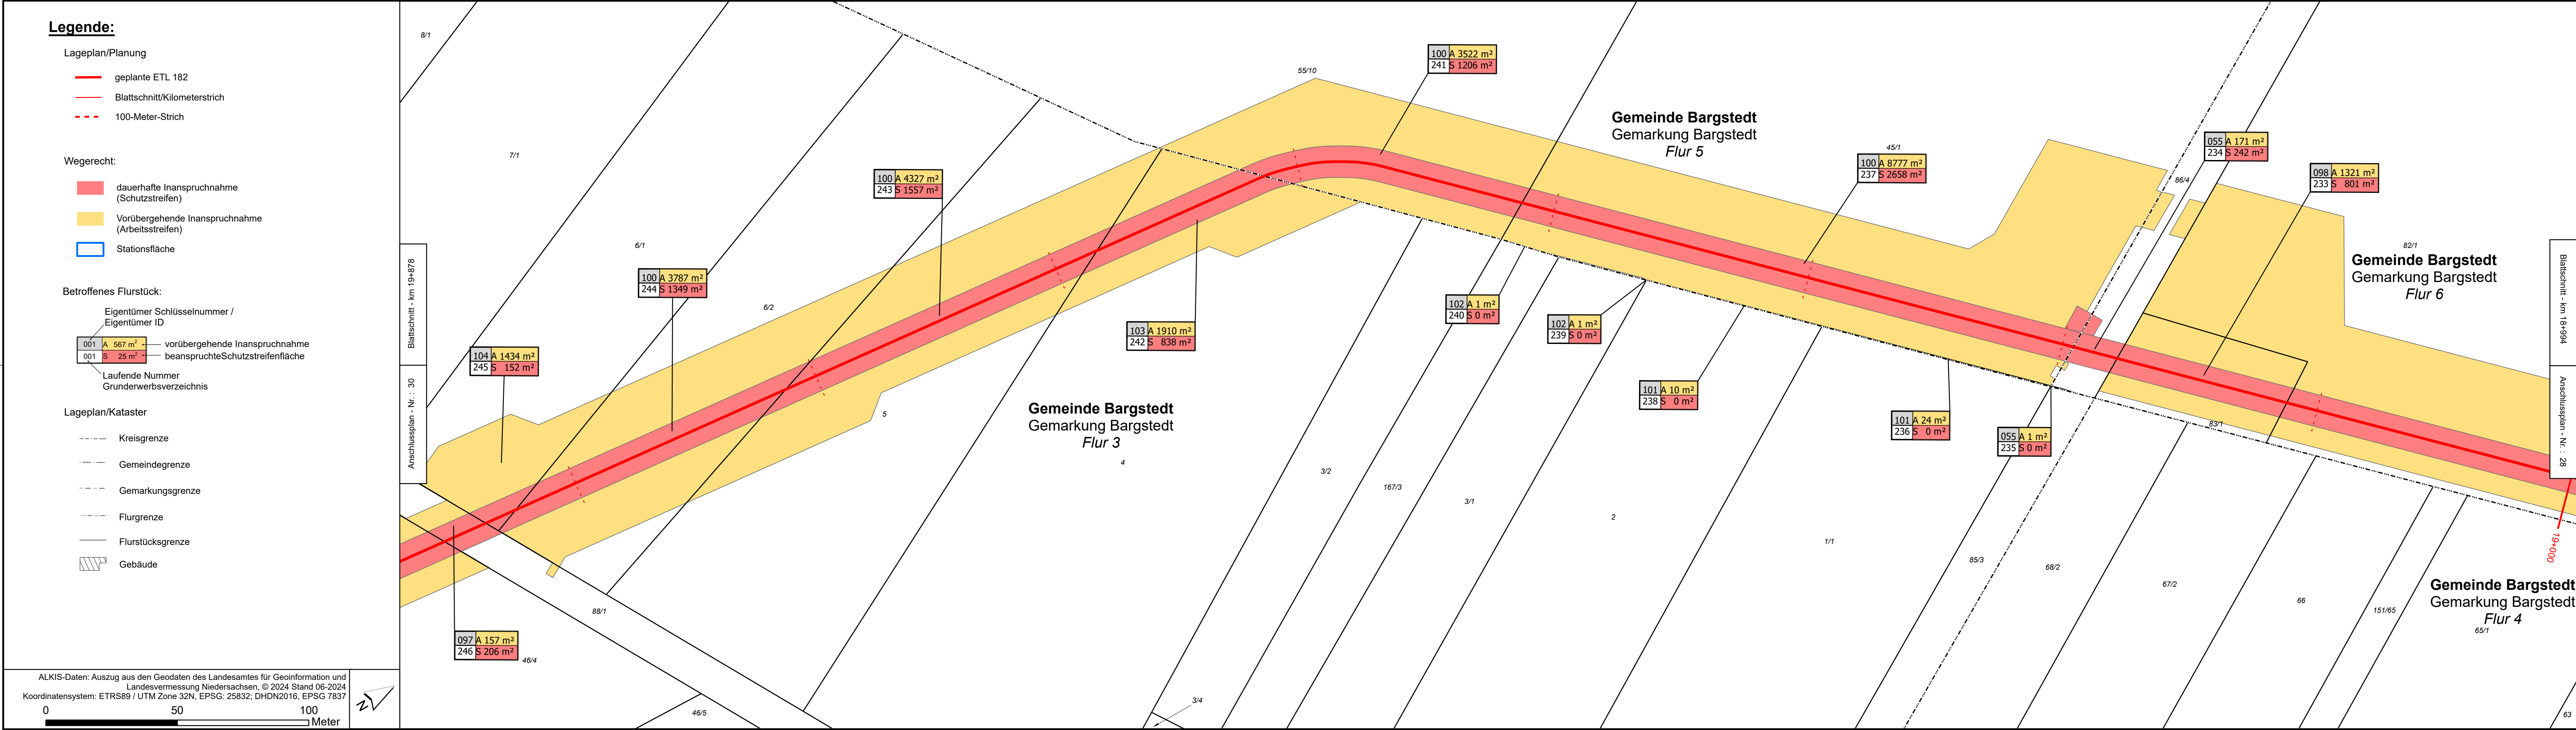 Legende:
Lageplan/Planung
geplante ETL 182
Blattschnitt/Kilometerstrich
100-Meter-Strich
Wegerecht:
dauerhafte Inanspruchnahme
(Schutzstreifen)
Vorübergehende Inanspruchnahme
(Arbeitsstreifen)
Stationsfläche
Betroffenes Flurstück:
Eigentümer Schlüsselnummer /
Eigentümer ID
001 A 567 m² vorübergehende Inanspruchnahme
001 S 25 m² beanspruchteSchutzstreifenfläche
Laufende Nummer
Grunderwerbsverzeichnis
Lageplan/Kataster
Kreisgrenze
Gemeindegrenze
Gemarkungsgrenze
Flurgrenze
Flurstücksgrenze
Gebäude
ALKIS-Daten: Auszug aus den Geodaten des Landesamtes für Geoinformation und
Landesvermessung Niedersachsen, © 2024 Stand 06-2024
Koordinatensystem: ETRS89 / UTM Zone 32N, EPSG: 25832; DHDN2016, EPSG 7837
0 50 100
Meter
N
Blattschnitt - km 19+878
Anschlussplan - Nr. : 30
8/1
7/1
6/1
6/2
5
4
104 A 1434 m²
245 S 152 m²
100 A 3787 m²
244 S 1349 m²
100 A 4327 m²
243 S 1557 m²
103 A 1910 m²
242 S 838 m²
097 A 157 m²
246 S 206 m²
88/1
46/4
46/5
Gemeinde Bargstedt
Gemarkung Bargstedt
Flur 3
55/10
100 A 3522 m²
241 S 1206 m²
102 A 1 m²
240 S 0 m²
102 A 1 m²
239 S 0 m²
101 A 10 m²
238 S 0 m²
3/2
167/3
3/1
3/4
2
1/1
Gemeinde Bargstedt
Gemarkung Bargstedt
Flur 5
45/1
100 A 8777 m²
237 S 2658 m²
101 A 24 m²
236 S 0 m²
055 A 1 m²
235 S 0 m²
055 A 171 m²
234 S 242 m²
86/4
098 A 1321 m²
233 S 801 m²
82/1
Gemeinde Bargstedt
Gemarkung Bargstedt
Flur 6
83/1
85/3
68/2
67/2
66
151/65
Gemeinde Bargstedt
Gemarkung Bargstedt
Flur 4
65/1
63
19+000
Blattschnitt - km 18+994
Anschlussplan - Nr. : 28